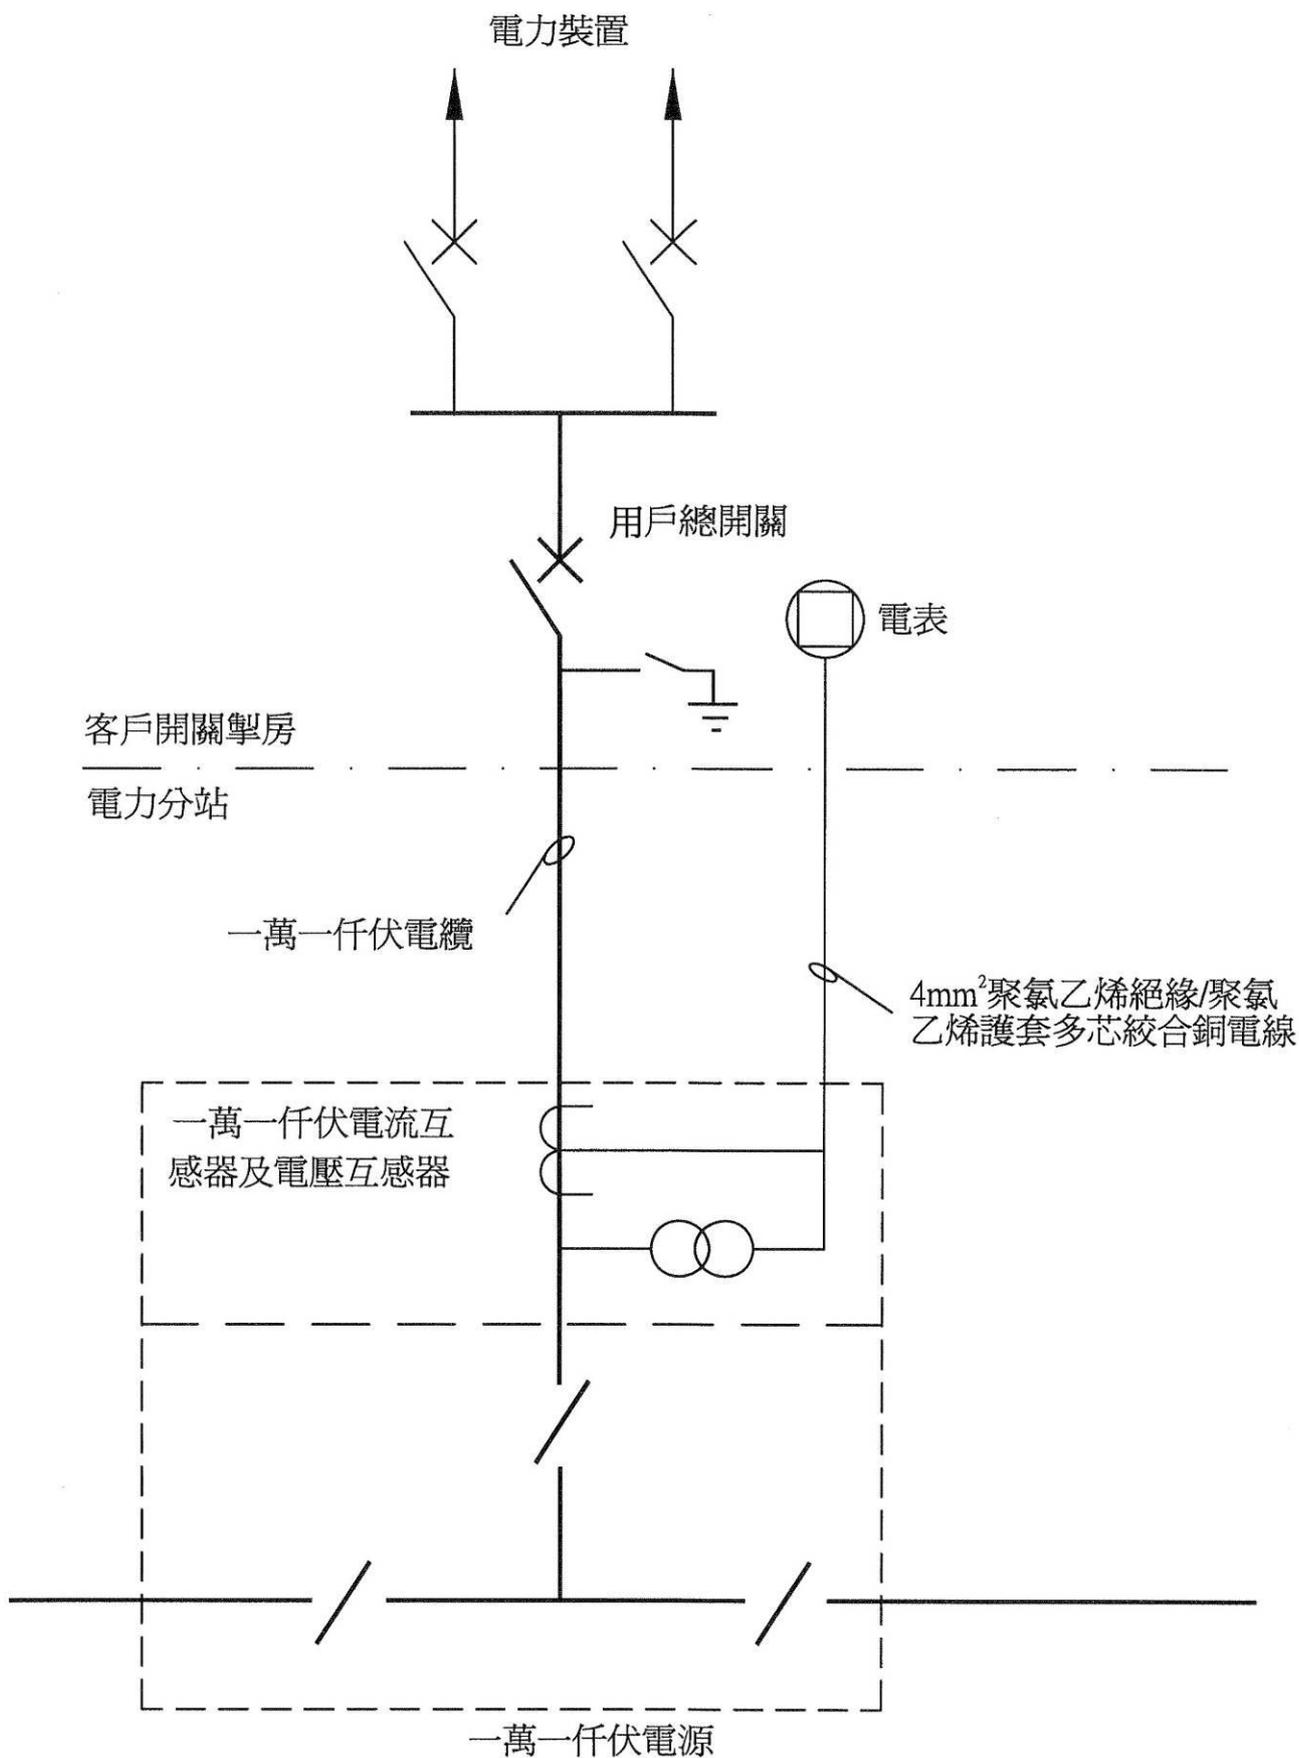 電力裝置
用戶總開關
電表
客戶開關掣房
電力分站
一萬一仟伏電纜
4mm²聚氯乙烯絕緣/聚氯
乙烯護套多芯絞合銅電線
一萬一仟伏電流互
感器及電壓互感器
一萬一仟伏電源